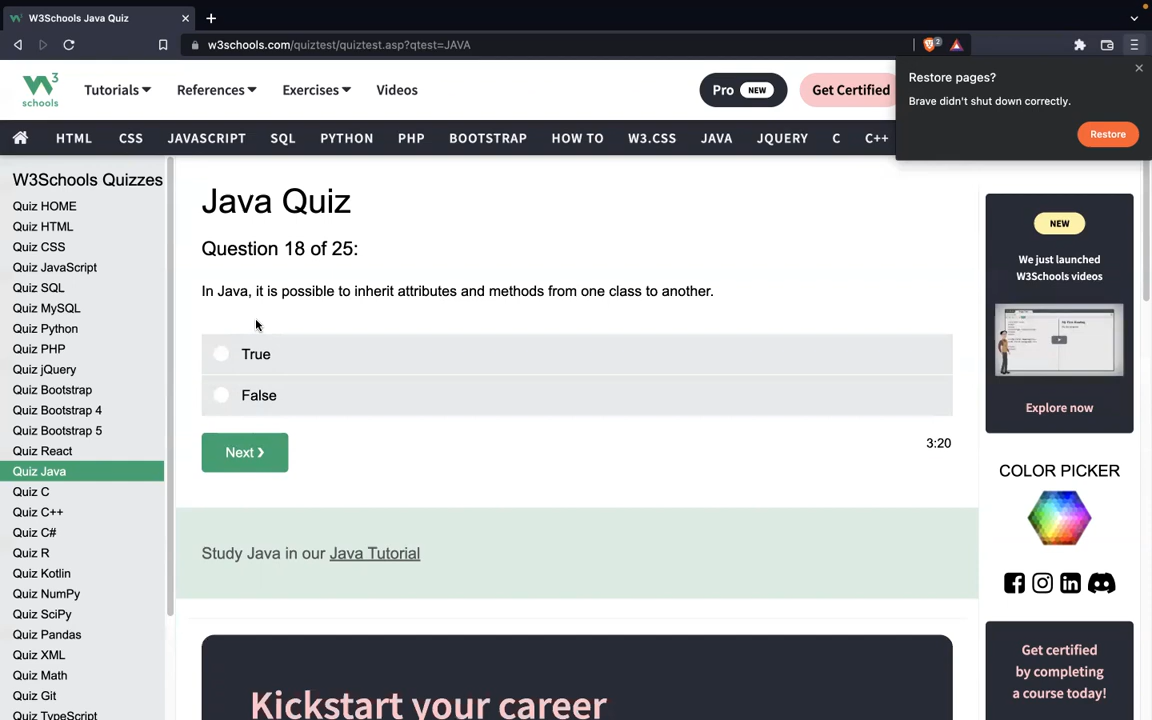 W3Schools Java Quiz
w3schools.com/quiztest/quiztest.asp?qtest=JAVA
2
Restore pages?
Brave didn't shut down correctly.
Restore
W3
schools
Tutorials
References
Exercises
Videos
Pro NEW
Get Certified
HTML CSS JAVASCRIPT SQL PYTHON PHP BOOTSTRAP HOW TO W3.CSS JAVA JQUERY C C++
W3Schools Quizzes
Quiz HOME
Quiz HTML
Quiz CSS
Quiz JavaScript
Quiz SQL
Quiz MySQL
Quiz Python
Quiz PHP
Quiz jQuery
Quiz Bootstrap
Quiz Bootstrap 4
Quiz Bootstrap 5
Quiz React
Quiz Java
Quiz C
Quiz C++
Quiz C#
Quiz R
Quiz Kotlin
Quiz NumPy
Quiz SciPy
Quiz Pandas
Quiz XML
Quiz Math
Quiz Git
Quiz TypeScript
Java Quiz
Question 18 of 25:
In Java, it is possible to inherit attributes and methods from one class to another.
True
False
Next ❯
3:20
Study Java in our Java Tutorial
Kickstart your career
NEW
We just launched
W3Schools videos
Explore now
COLOR PICKER
Get certified
by completing
a course today!